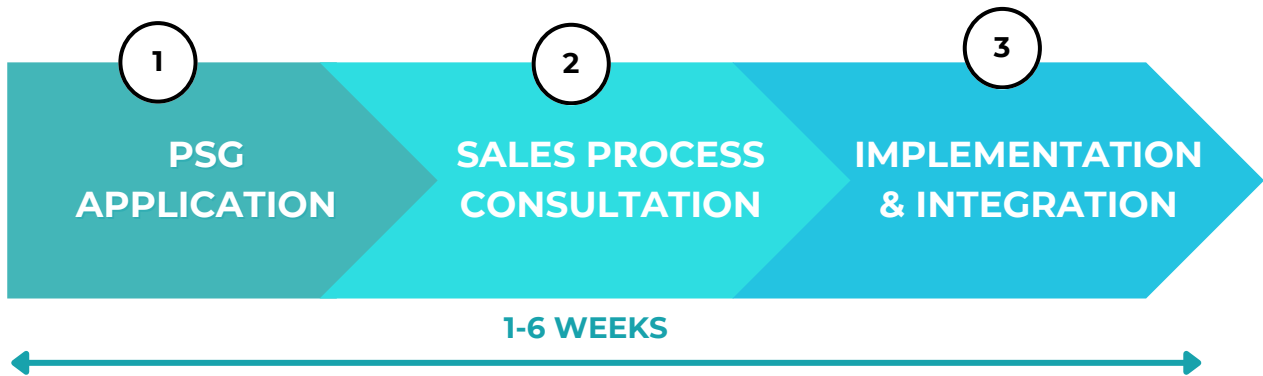 1
PSG
APPLICATION
2
SALES PROCESS
CONSULTATION
3
IMPLEMENTATION
& INTEGRATION
1-6 WEEKS